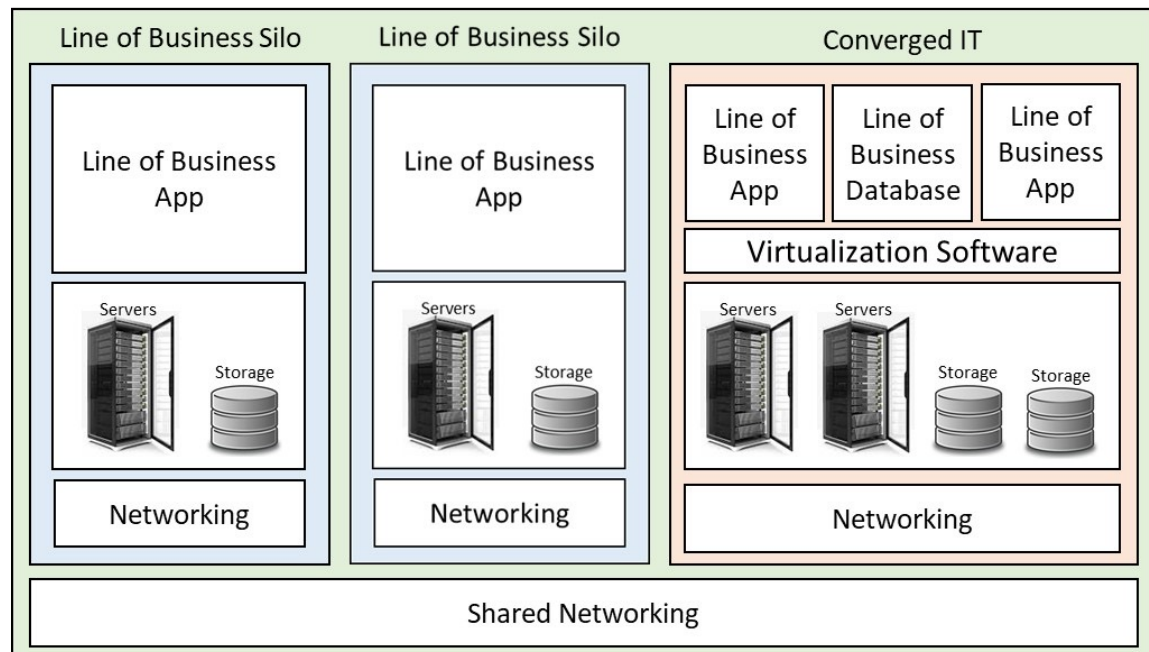 Line of Business Silo
Line of Business
App
Servers
Storage
Networking
Line of Business Silo
Line of Business
App
Servers
Storage
Networking
Converged IT
Line of
Business
App
Line of
Business
Database
Line of
Business
App
Virtualization Software
Servers
Servers
Storage
Storage
Networking
Shared Networking